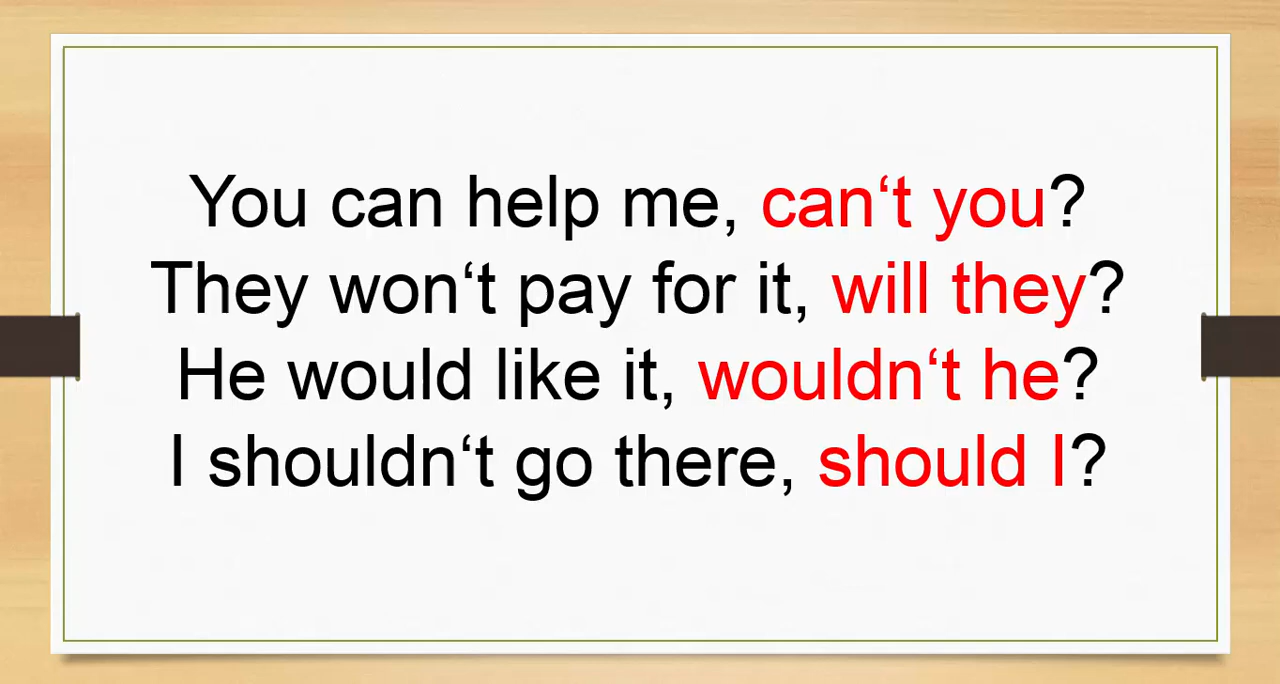 You can help me, can‘t you?
They won‘t pay for it, will they?
He would like it, wouldn‘t he?
I shouldn‘t go there, should I?